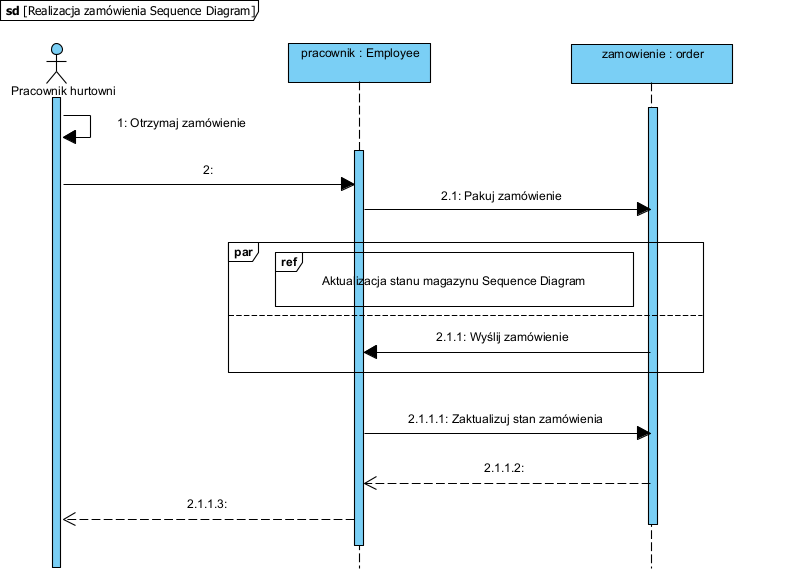 sd [Realizacja zamówienia Sequence Diagram]
pracownik : Employee
zamowienie : order
Pracownik hurtowni
1: Otrzymaj zamówienie
2:
2.1: Pakuj zamówienie
par
ref
Aktualizacja stanu magazynu Sequence Diagram
2.1.1: Wyślij zamówienie
2.1.1.1: Zaktualizuj stan zamówienia
2.1.1.2:
2.1.1.3: